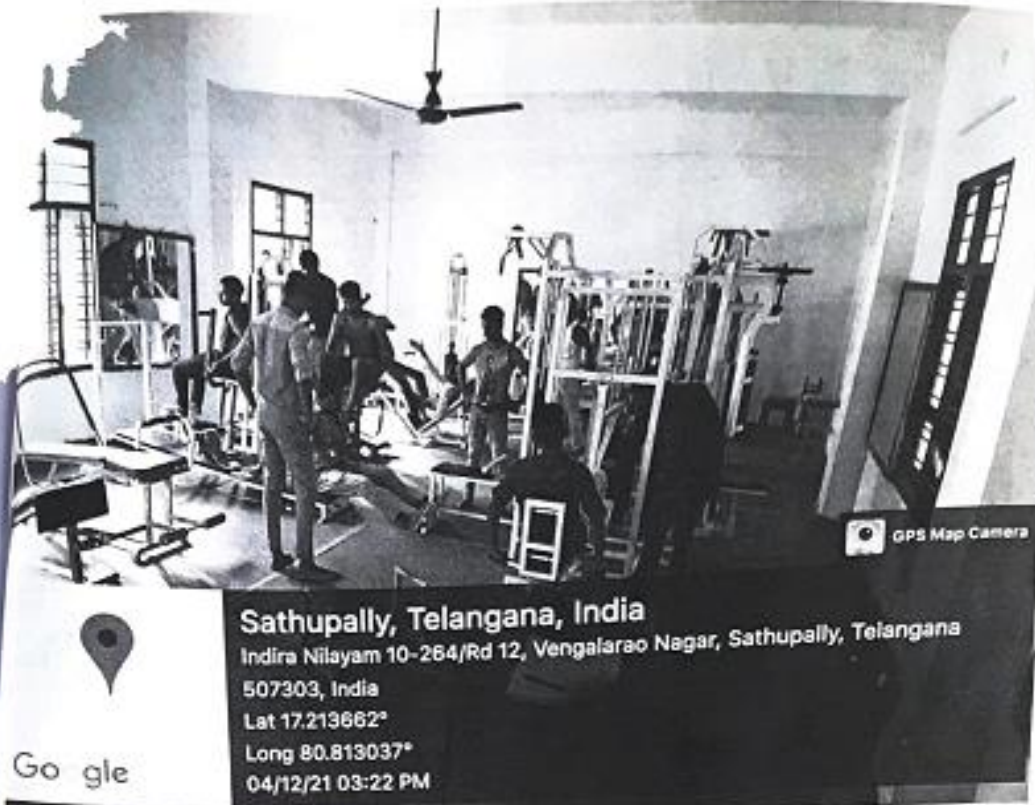 GPS Map Camera
Sathupally, Telangana, India
Indira Nilayam 10-264/Rd 12, Vengalarao Nagar, Sathupally, Telangana
507303, India
Lat 17.213662°
Long 80.813037°
04/12/21 03:22 PM
Go gle